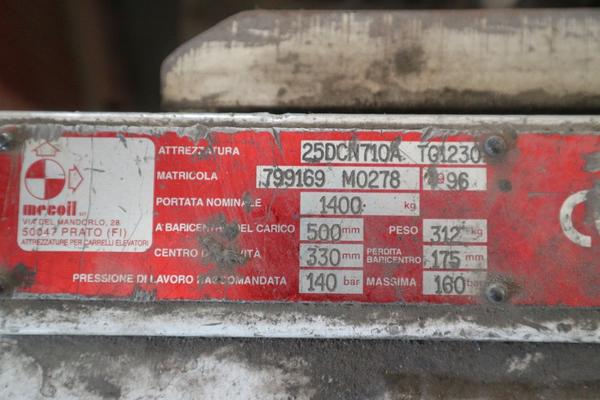 mecoil srl
VIA DEL MANDORLO, 28
50047 PRATO (FI)
ATTREZZATURE PER CARRELLI ELEVATORI
ATTREZZATURA 25DCN710A TG1230
MATRICOLA 799169 M0278 96
PORTATA NOMINALE 1400 kg
A BARICENTRO DEL CARICO 500 mm PESO 312 kg
CENTRO DI 330 mm PERDITA BARICENTRO 175 mm
PRESSIONE DI LAVORO RACCOMANDATA 140 bar MASSIMA 160 bar